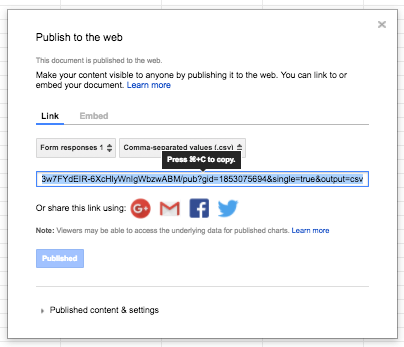 Publish to the web
This document is published to the web.
Make your content visible to anyone by publishing it to the web. You can link to or
embed your document. Learn more
Link Embed
Form responses 1 Comma-separated values (.csv)
Press ⌘+C to copy.
3w7FYdEIR-6XcHlyWnIgWbzwABM/pub?gid=1853075694&single=true&output=csv
Or share this link using:
Note: Viewers may be able to access the underlying data for published charts. Learn more
Published
Published content & settings